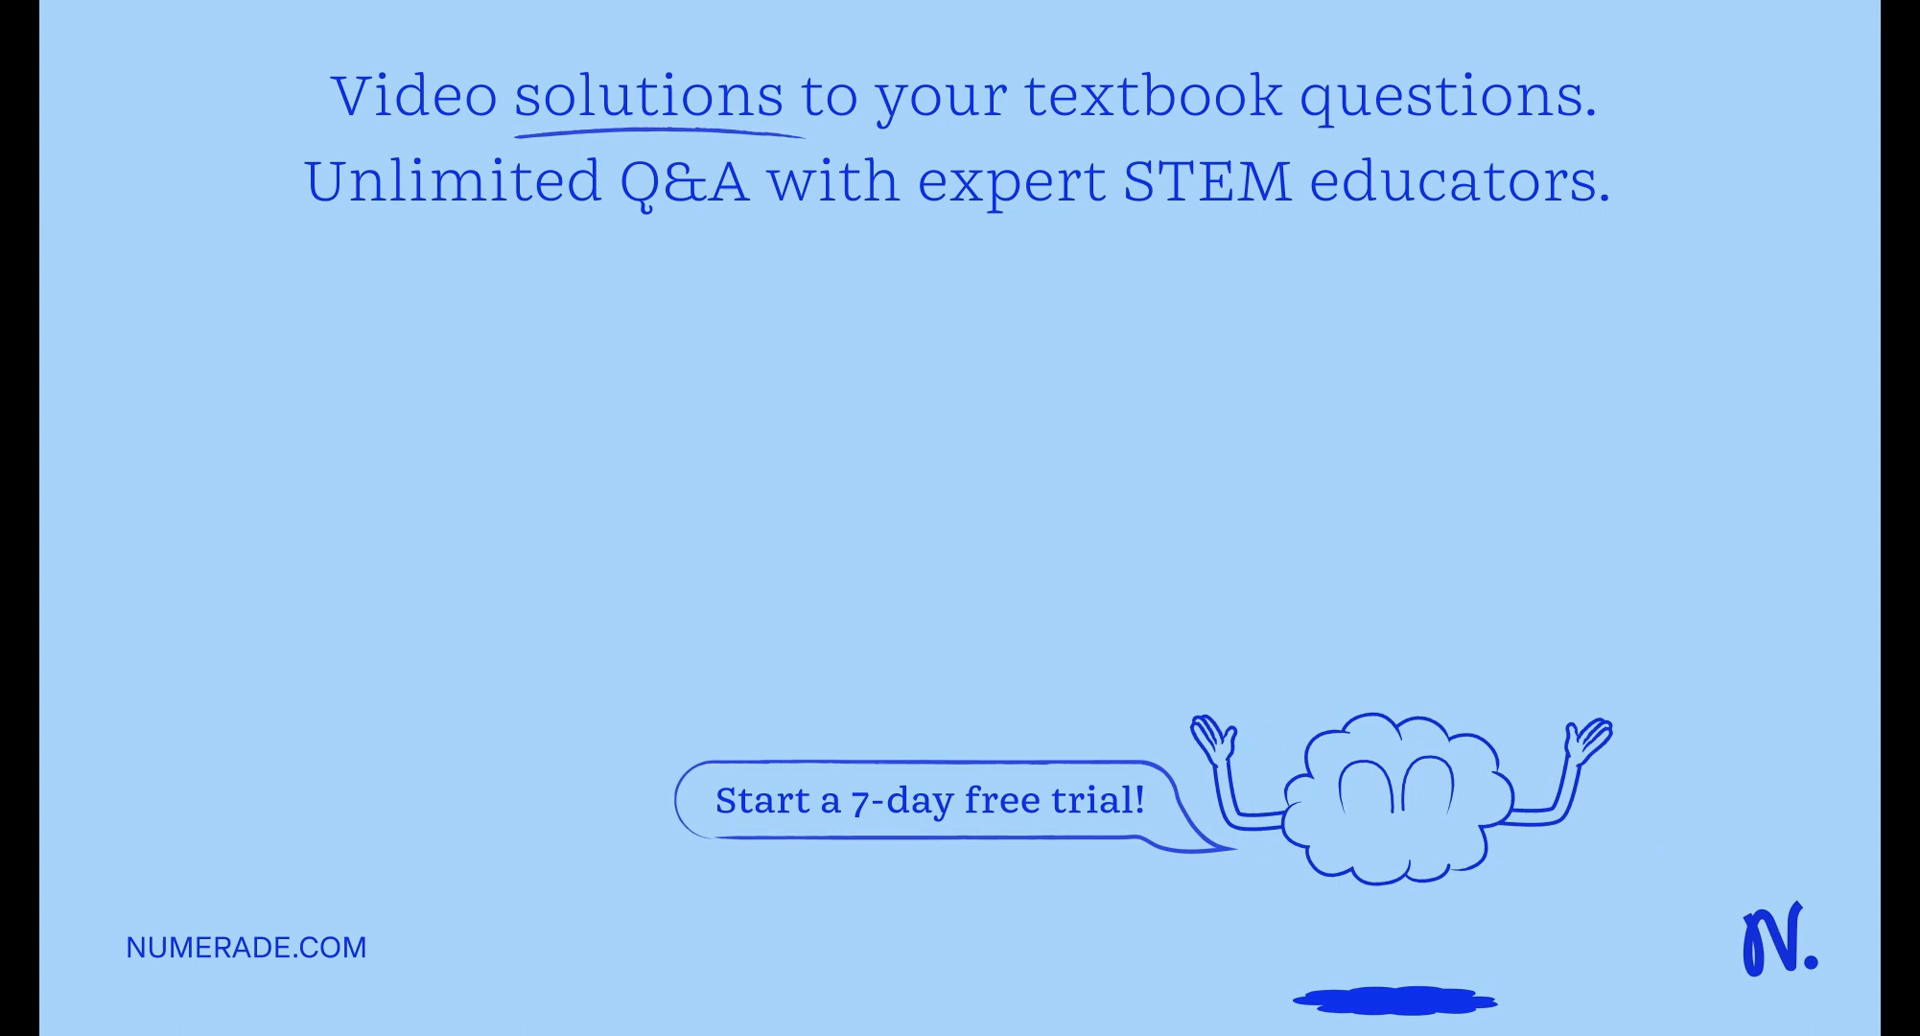 Video solutions to your textbook questions.
Unlimited Q&A with expert STEM educators.
Start a 7-day free trial!
NUMERADE.COM
N.